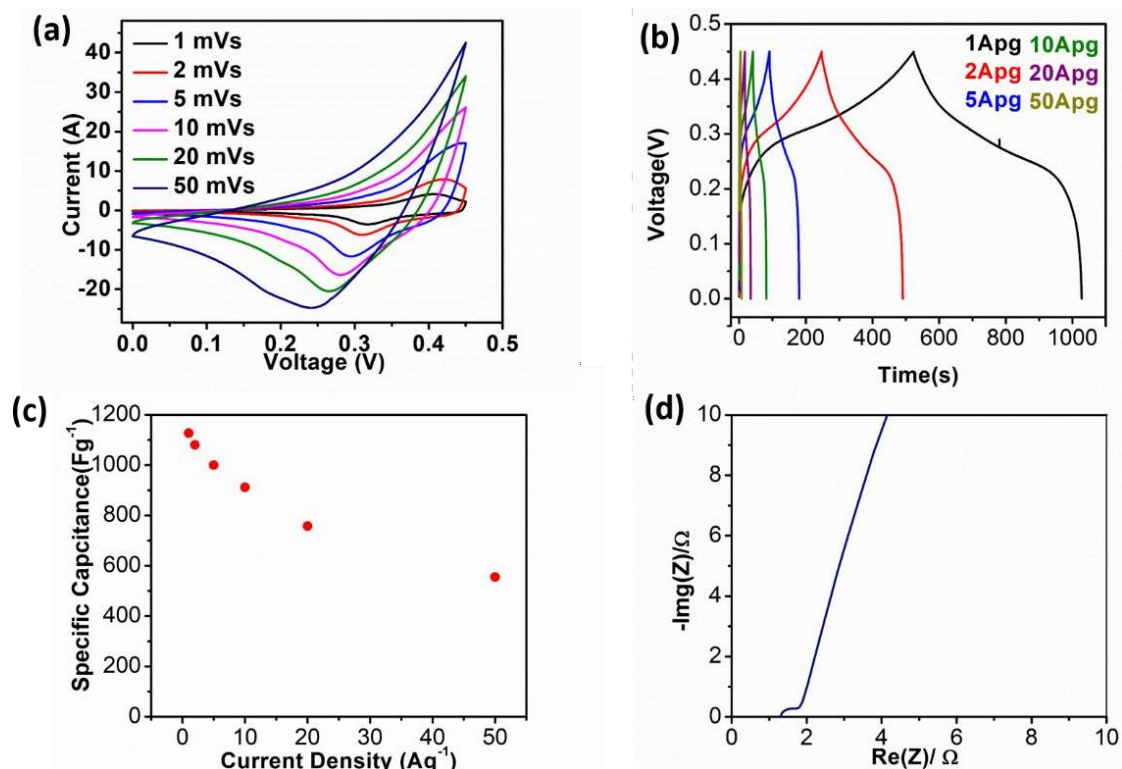 (a)
1 mVs
2 mVs
5 mVs
10 mVs
20 mVs
50 mVs
Current (A)
40
30
20
10
0
-10
-20
0.0 0.1 0.2 0.3 0.4 0.5
Voltage (V)
(b)
1Apg 10Apg
2Apg 20Apg
5Apg 50Apg
Voltage(V)
0.5
0.4
0.3
0.2
0.1
0.0
0 200 400 600 800 1000
Time(s)
(c)
Specific Capcitance(Fg-1)
1200
1000
800
600
400
200
0
0 10 20 30 40 50
Current Density (Ag-1)
(d)
-Img(Z)/Ω
10
8
6
4
2
0
0 2 4 6 8 10
Re(Z)/ Ω